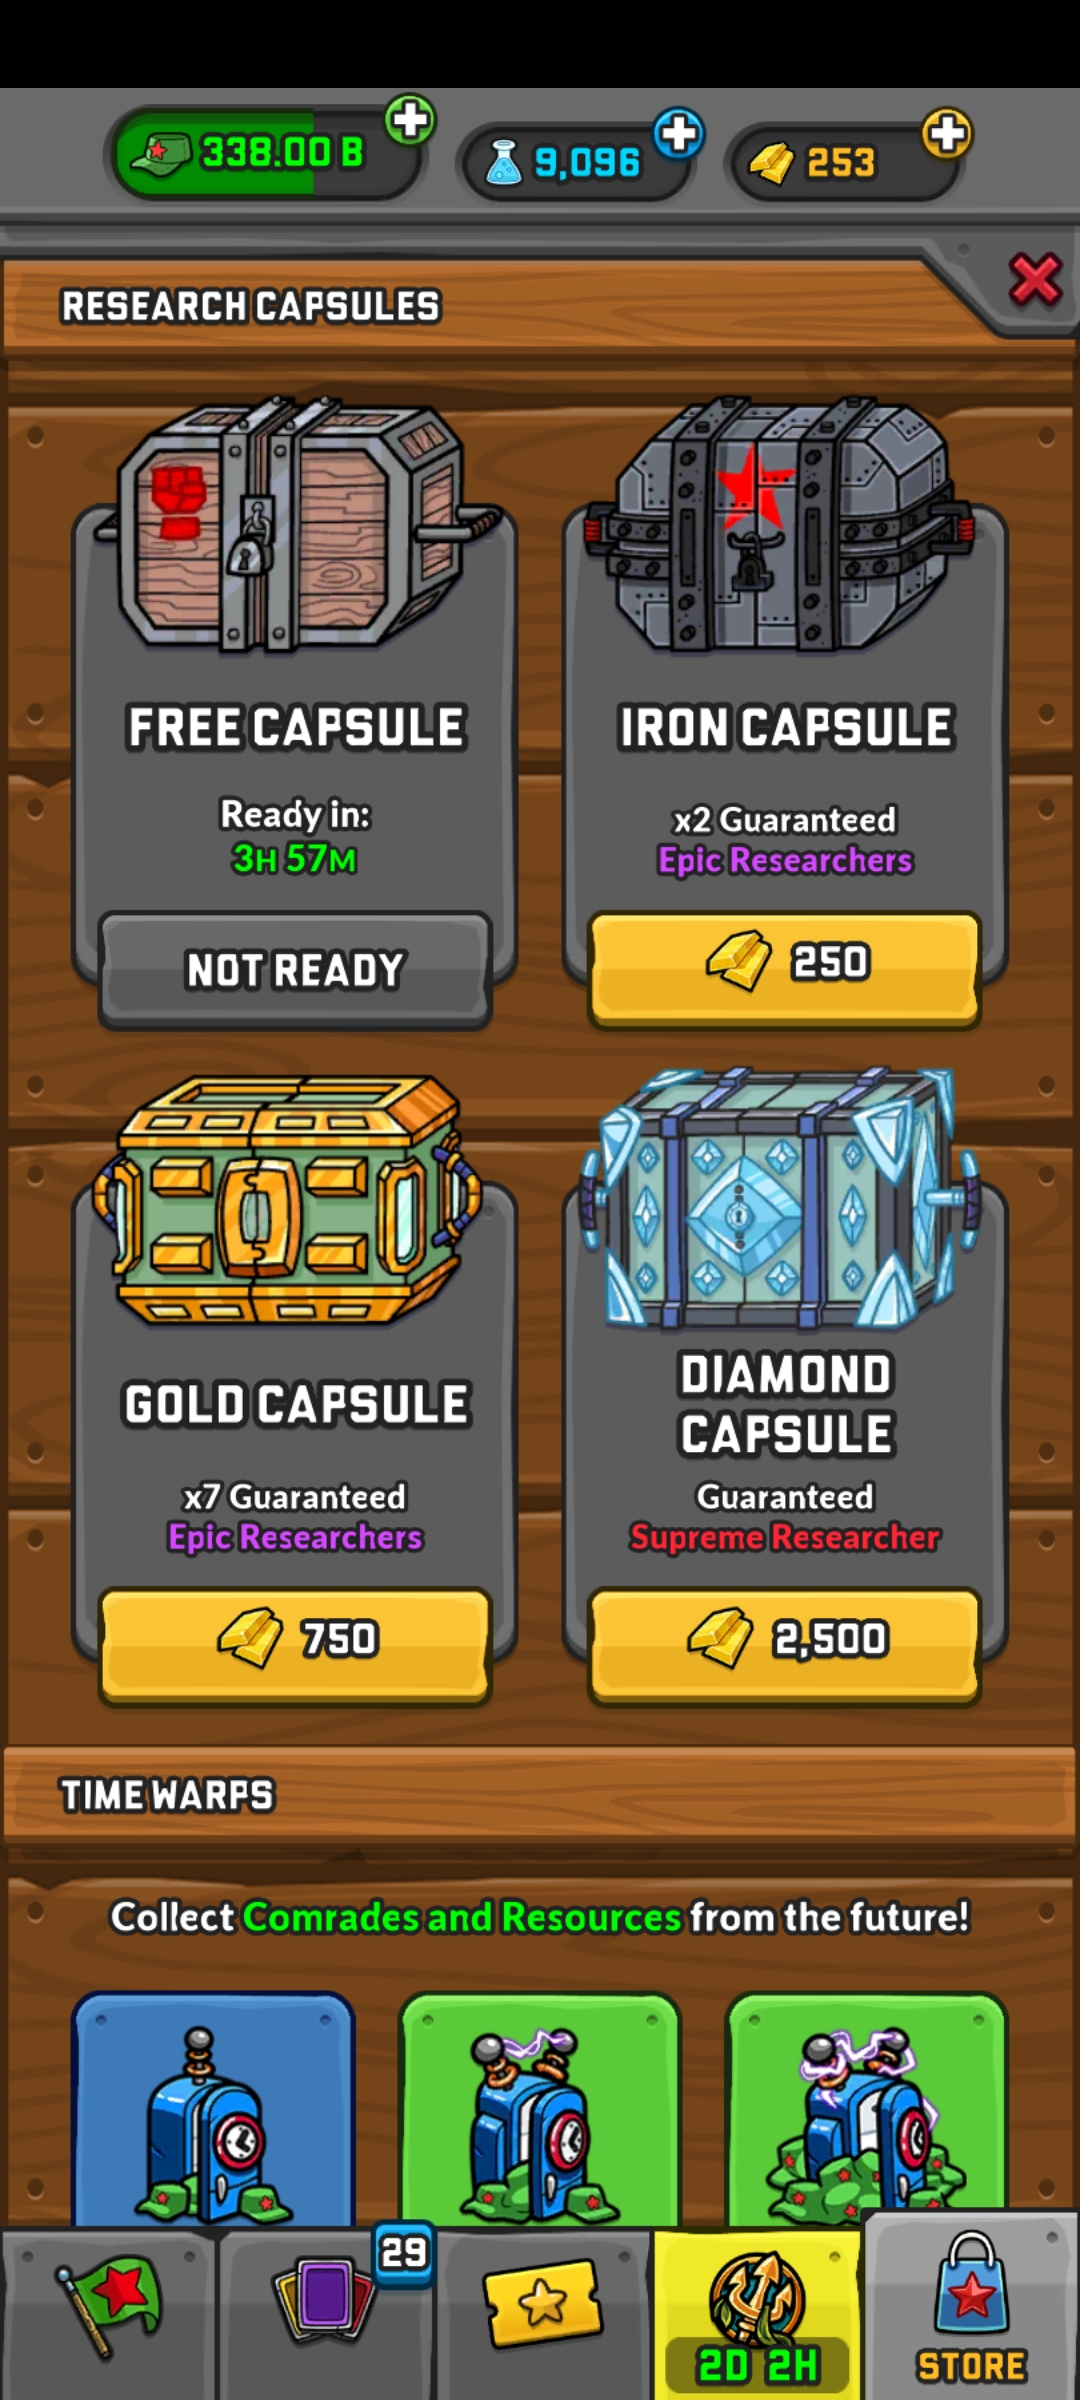 338.00 B
9,096
253
RESEARCH CAPSULES
FREE CAPSULE
Ready in:
3H 57M
NOT READY
IRON CAPSULE
x2 Guaranteed
Epic Researchers
250
GOLD CAPSULE
x7 Guaranteed
Epic Researchers
750
DIAMOND
CAPSULE
Guaranteed
Supreme Researcher
2,500
TIME WARPS
Collect Comrades and Resources from the future!
29
2D 2H
STORE